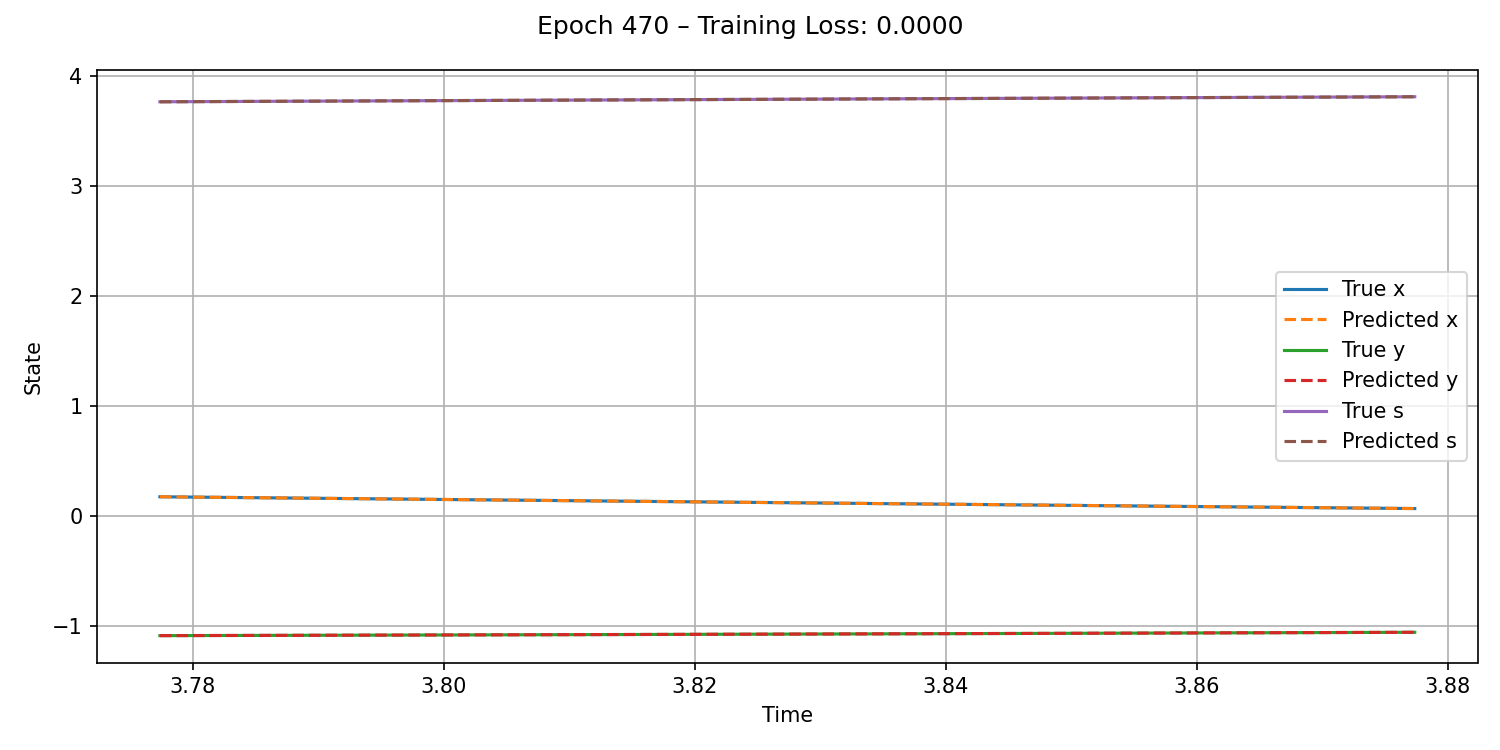 Epoch 470 – Training Loss: 0.0000
4
3
2
1
0
−1
State
True x
Predicted x
True y
Predicted y
True s
Predicted s
3.78
3.80
3.82
3.84
3.86
3.88
Time